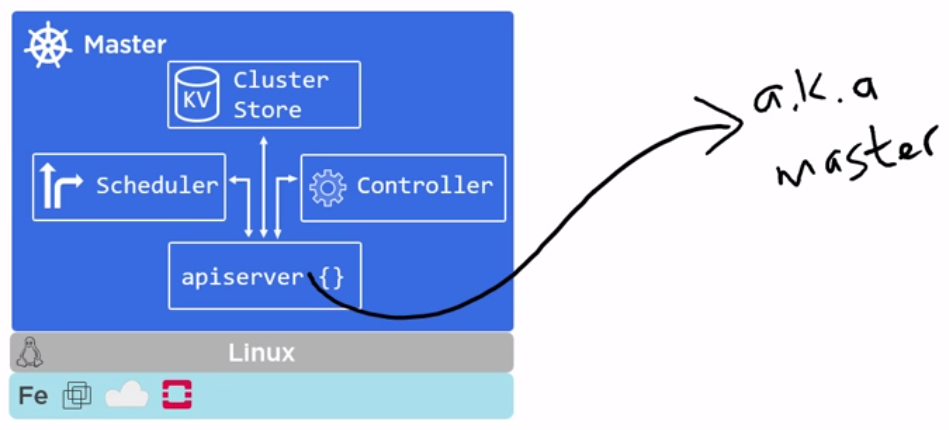 Master
KV
Cluster
Store
Scheduler
Controller
apiserver {}
a.k.a
master
Linux
Fe